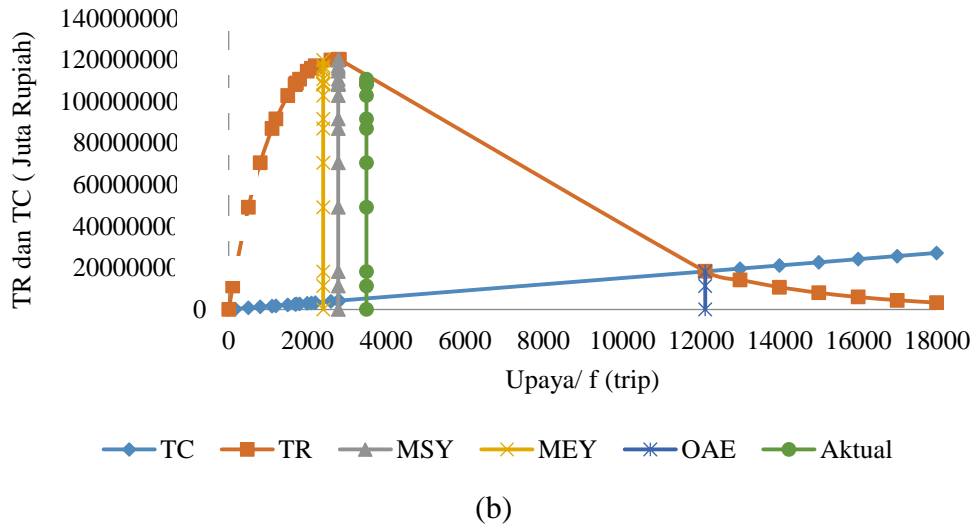 TR dan TC ( Juta Rupiah)
140000000
120000000
100000000
80000000
60000000
40000000
20000000
0
0 2000 4000 6000 8000 10000 12000 14000 16000 18000
Upaya/ f (trip)
TC TR MSY MEY OAE Aktual
(b)